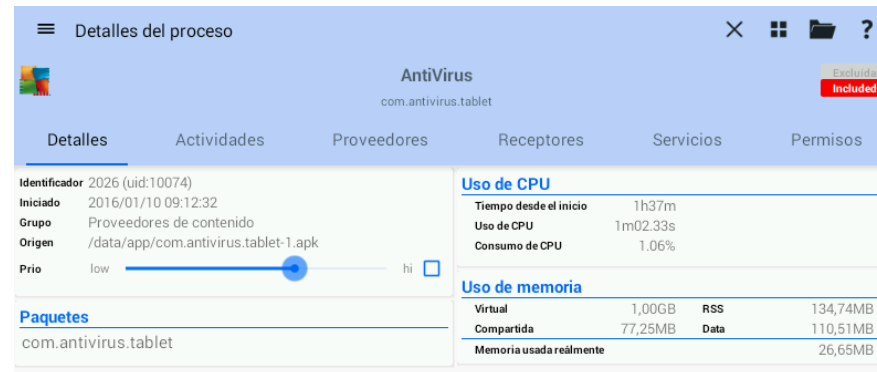 Detalles del proceso
?
AntiVirus
com.antivirus.tablet
Excluida
Included
Detalles Actividades Proveedores Receptores Servicios Permisos
Identificador 2026 (uid:10074)
Iniciado 2016/01/10 09:12:32
Grupo Proveedores de contenido
Origen /data/app/com.antivirus.tablet-1.apk
Prio low hi
Paquetes
com.antivirus.tablet
Uso de CPU
Tiempo desde el inicio 1h37m
Uso de CPU 1m02.33s
Consumo de CPU 1.06%
Uso de memoria
Virtual 1,00GB RSS 134,74MB
Compartida 77,25MB Data 110,51MB
Memoria usada reálmente 26,65MB